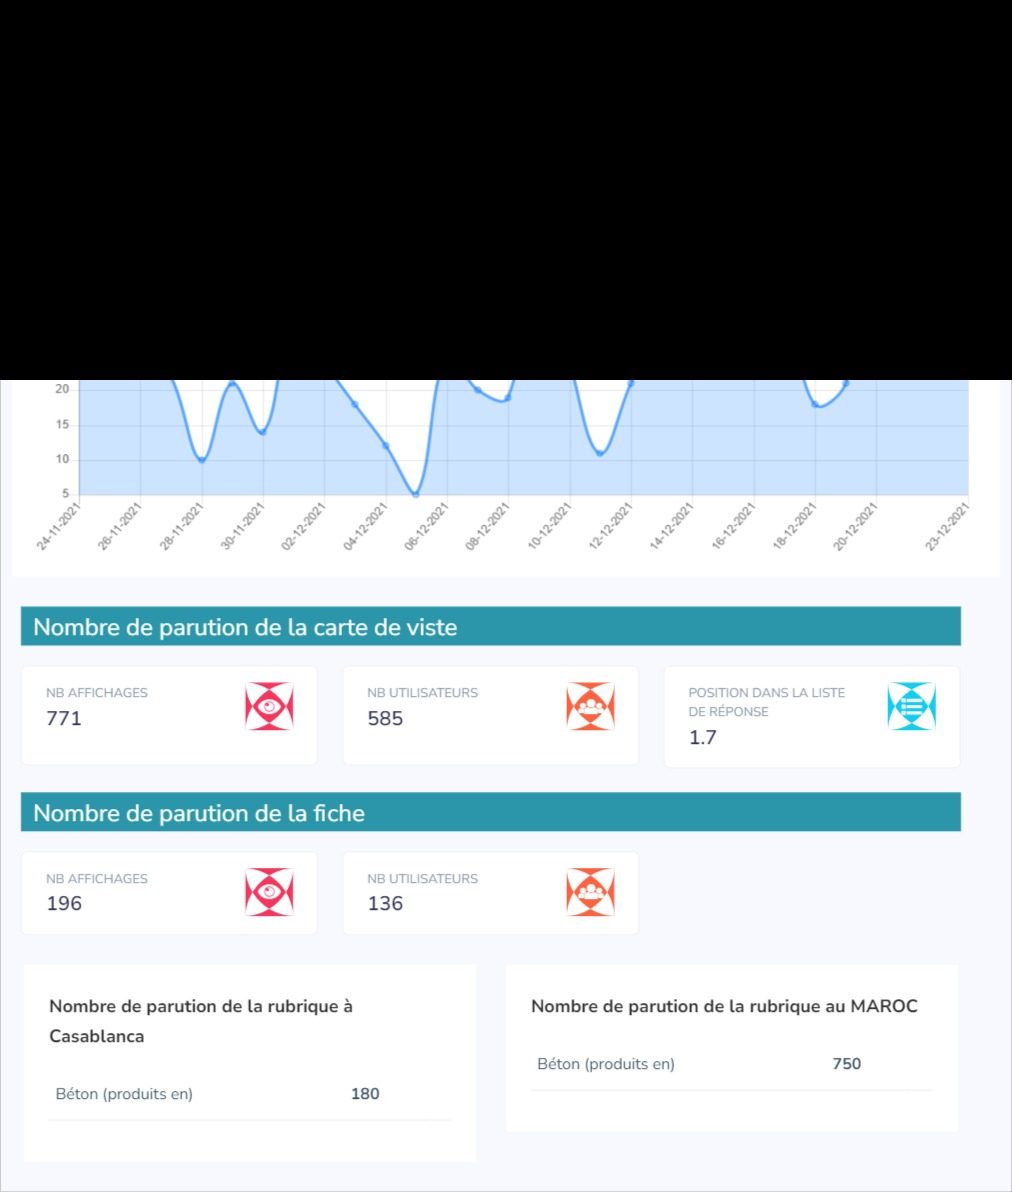 20
15
10
5
24-11-2021
26-11-2021
28-11-2021
30-11-2021
02-12-2021
04-12-2021
06-12-2021
08-12-2021
10-12-2021
12-12-2021
14-12-2021
16-12-2021
18-12-2021
20-12-2021
23-12-2021
Nombre de parution de la carte de viste
NB AFFICHAGES
771
NB UTILISATEURS
585
POSITION DANS LA LISTE
DE RÉPONSE
1.7
Nombre de parution de la fiche
NB AFFICHAGES
196
NB UTILISATEURS
136
Nombre de parution de la rubrique à
Casablanca
Béton (produits en) 180
Nombre de parution de la rubrique au MAROC
Béton (produits en) 750